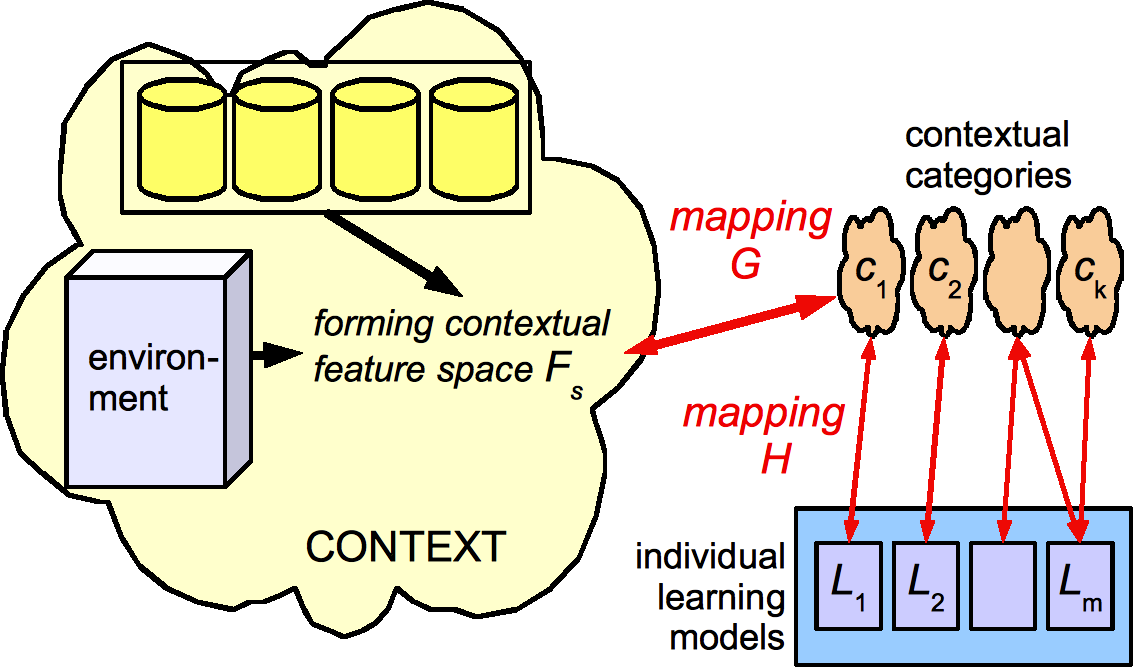 contextual
categories
mapping
G
c1
c2
ck
forming contextual
feature space Fs
environ-
ment
mapping
H
CONTEXT
individual
learning
models
L1
L2
Lm